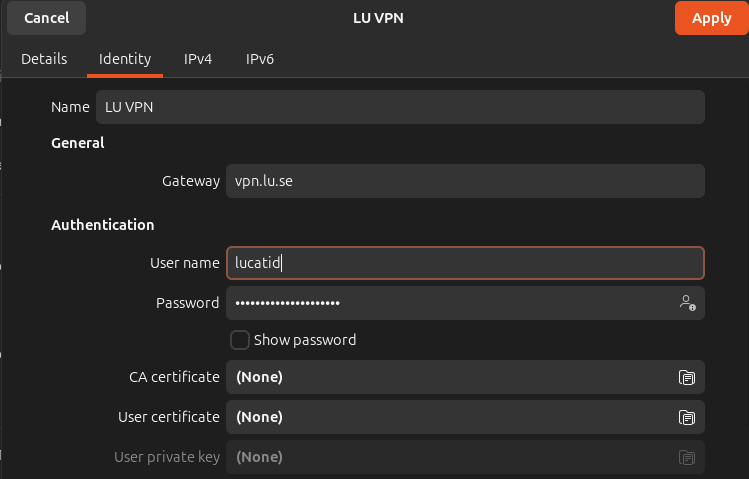 Cancel LU VPN Apply
Details Identity IPv4 IPv6
Name LU VPN
General
Gateway vpn.lu.se
Authentication
User name lucatid
Password •••••••••••••••••••••
Show password
CA certificate (None)
User certificate (None)
User private key (None)